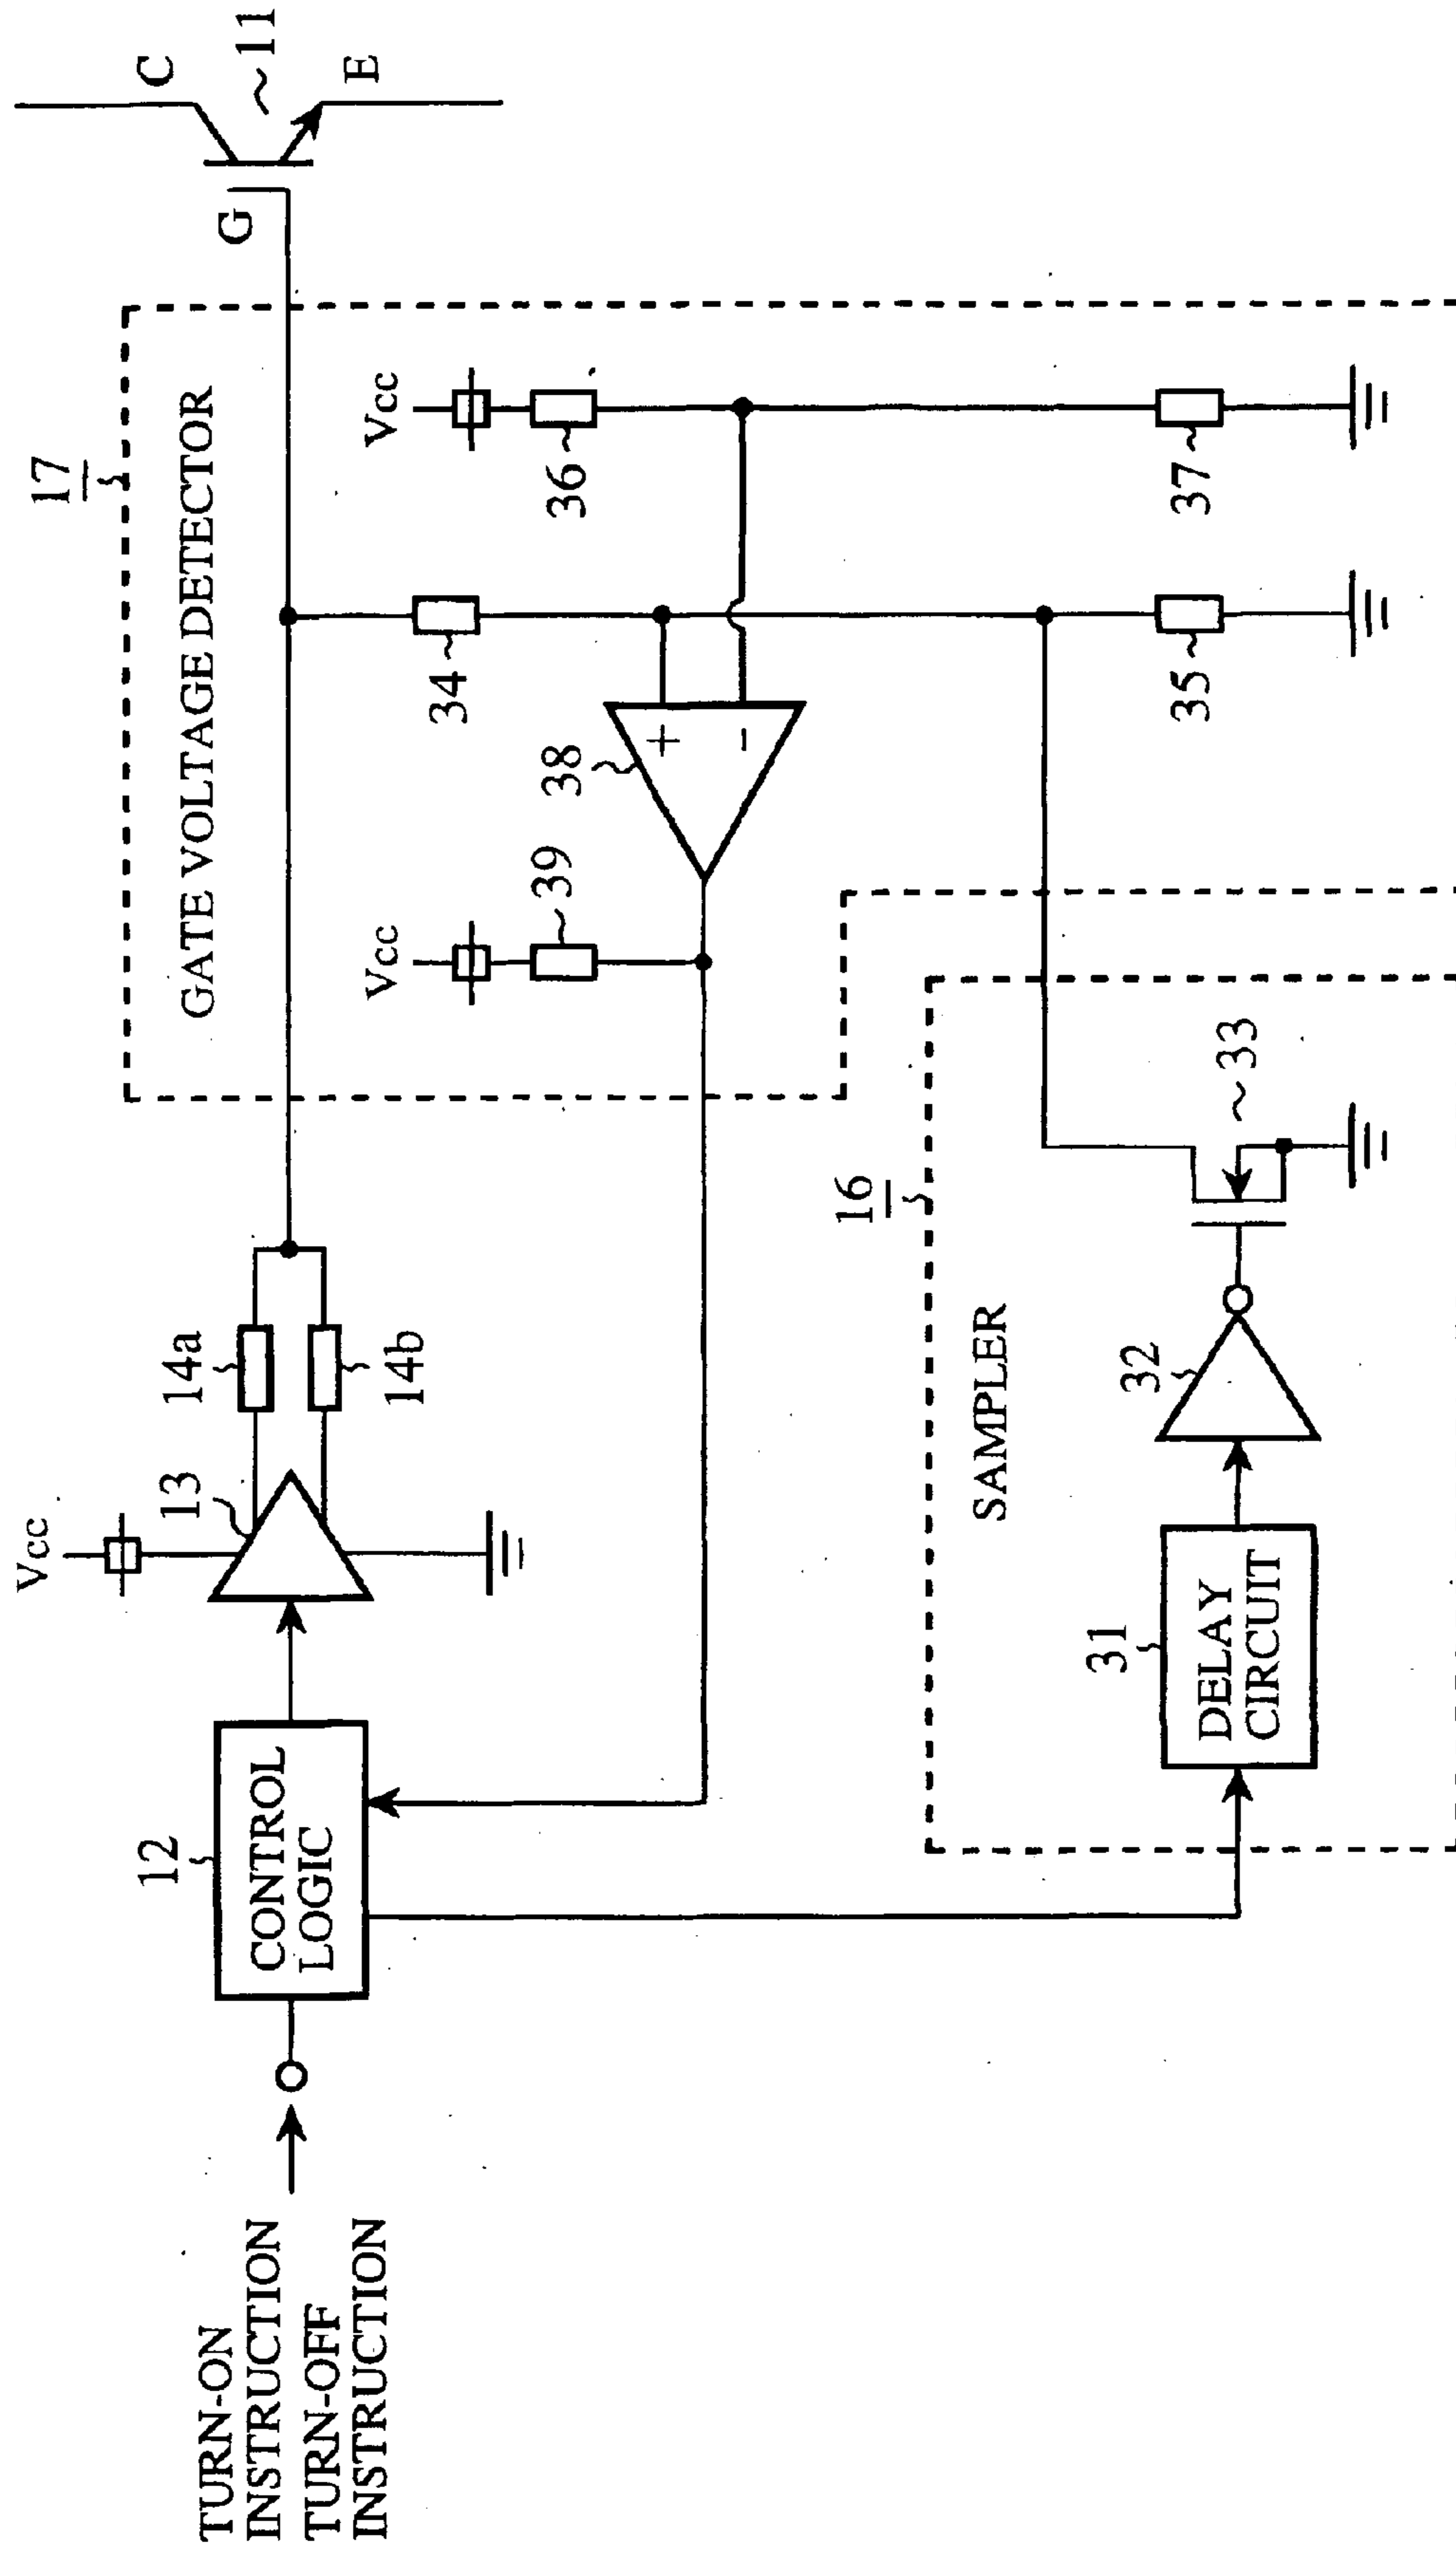 TURN-ON
INSTRUCTION
TURN-OFF
INSTRUCTION
12
CONTROL
LOGIC
Vcc
13
14a
14b
17
GATE VOLTAGE DETECTOR
G
C
11
E
34
Vcc
36
Vcc
39
38
+
-
35
37
16
SAMPLER
31
DELAY
CIRCUIT
32
33